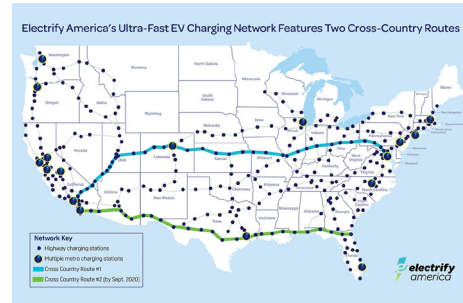 Electrify America's Ultra-Fast EV Charging Network Features Two Cross-Country Routes
Washington
Montana
North Dakota
Maine
Oregon
Idaho
Wyoming
South Dakota
Minnesota
Wisconsin
Michigan
New York
Nebraska
Iowa
Pennsylvania
Nevada
Utah
Colorado
Kansas
Missouri
Indiana
Ohio
West Virginia
Virginia
California
Arizona
New Mexico
Oklahoma
Arkansas
North Carolina
Texas
Louisiana
Mississippi
Alabama
Georgia
South Carolina
Florida
Network Key
Highway charging stations
Multiple metro charging stations
Cross Country Route #1
Cross Country Route #2 (by Sept. 2020)
electrify
america